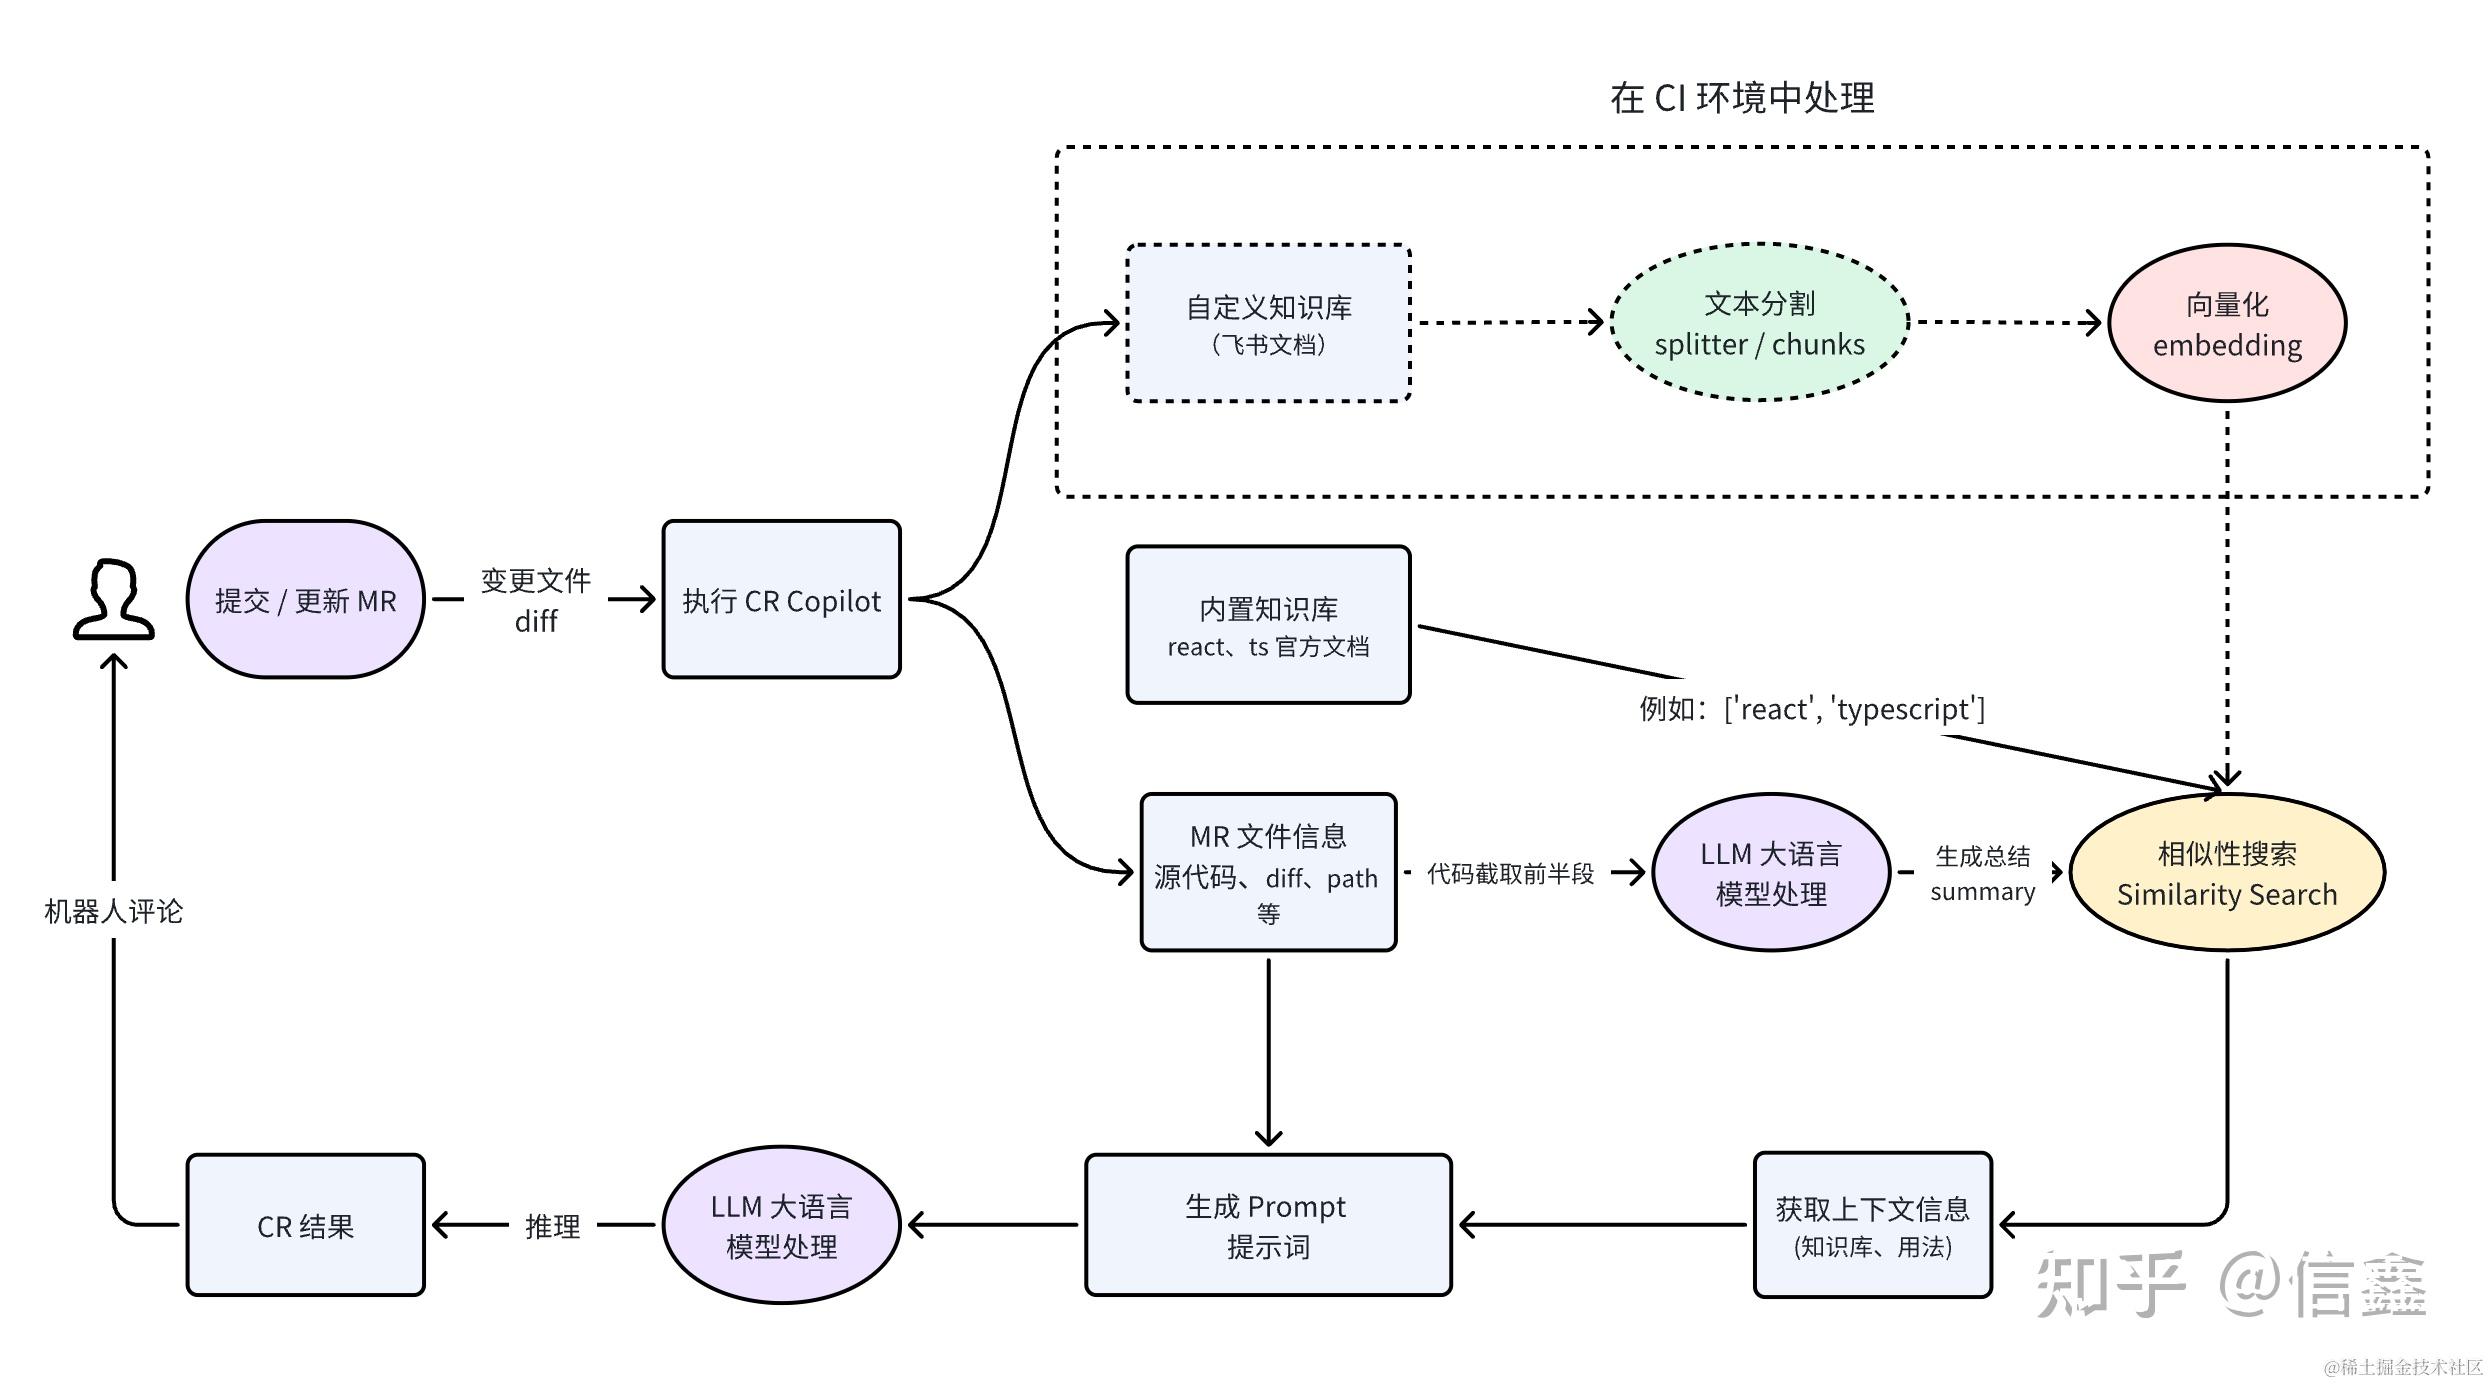 在 CI 环境中处理
自定义知识库
（飞书文档）
文本分割
splitter / chunks
向量化
embedding
提交 / 更新 MR
变更文件
diff
执行 CR Copilot
内置知识库
react、ts 官方文档
例如：['react', 'typescript']
MR 文件信息
源代码、diff、path
等
代码截取前半段
LLM 大语言
模型处理
生成总结
summary
相似性搜索
Similarity Search
机器人评论
CR 结果
推理
LLM 大语言
模型处理
生成 Prompt
提示词
获取上下文信息
(知识库、用法)
知乎 @信鑫
@稀土掘金技术社区